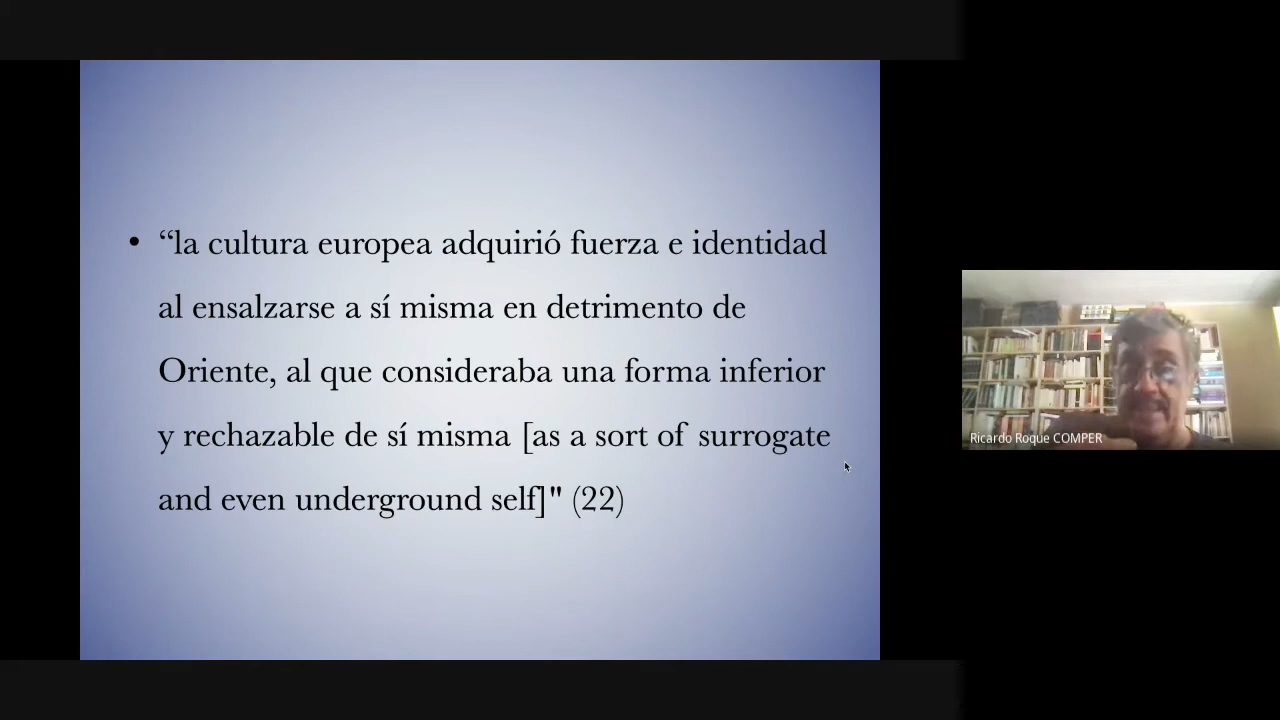 • “la cultura europea adquirió fuerza e identidad
al ensalzarse a sí misma en detrimento de
Oriente, al que consideraba una forma inferior
y rechazable de sí misma [as a sort of surrogate
and even underground self]" (22)
Ricardo Roque COMPER